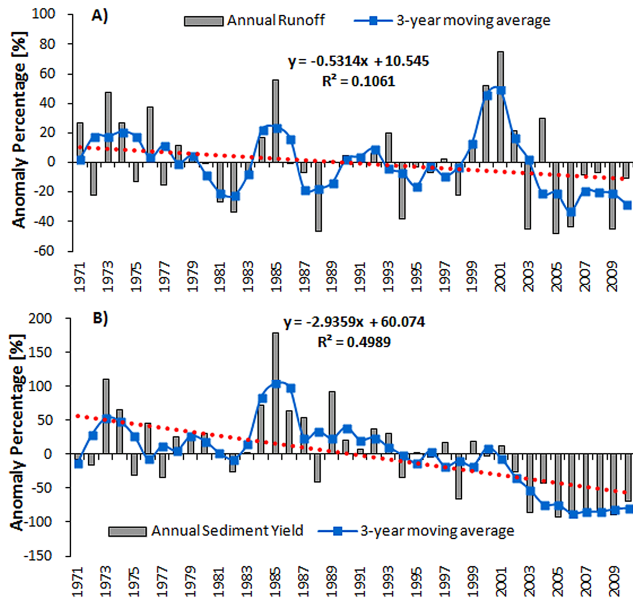 A)
Annual Runoff 3-year moving average
y = -0.5314x + 10.545
R² = 0.1061
Anomaly Percentage [%]
100
80
60
40
20
0
-20
-40
-60
1971 1973 1975 1977 1979 1981 1983 1985 1987 1989 1991 1993 1995 1997 1999 2001 2003 2005 2007 2009
B)
y = -2.9359x + 60.074
R² = 0.4989
Anomaly Percentage [%]
200
150
100
50
0
-50
-100
-150
Annual Sediment Yield 3-year moving average
1971 1973 1975 1977 1979 1981 1983 1985 1987 1989 1991 1993 1995 1997 1999 2001 2003 2005 2007 2009